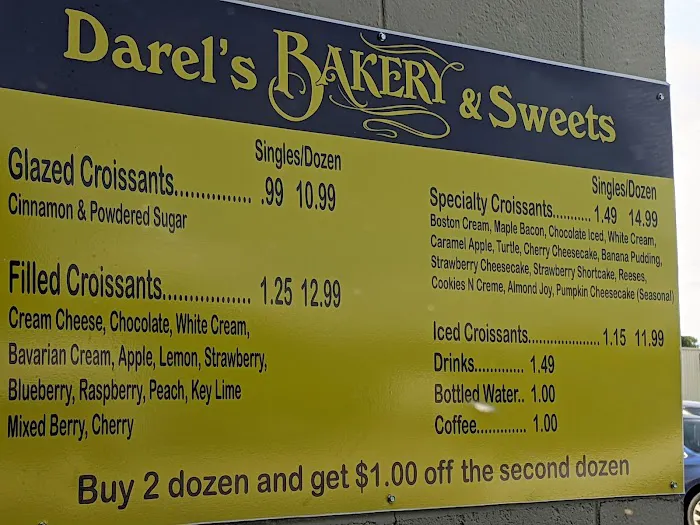 Darel's BAKERY & Sweets
Singles/Dozen
Glazed Croissants.............. .99 10.99
Cinnamon & Powdered Sugar
Filled Croissants................ 1.25 12.99
Cream Cheese, Chocolate, White Cream,
Bavarian Cream, Apple, Lemon, Strawberry,
Blueberry, Raspberry, Peach, Key Lime
Mixed Berry, Cherry
Singles/Dozen
Specialty Croissants........... 1.49 14.99
Boston Cream, Maple Bacon, Chocolate Iced, White Cream,
Caramel Apple, Turtle, Cherry Cheesecake, Banana Pudding,
Strawberry Cheesecake, Strawberry Shortcake, Reeses,
Cookies N Creme, Almond Joy, Pumpkin Cheesecake (Seasonal)
Iced Croissants.................... 1.15 11.99
Drinks............. 1.49
Bottled Water.. 1.00
Coffee............. 1.00
Buy 2 dozen and get $1.00 off the second dozen